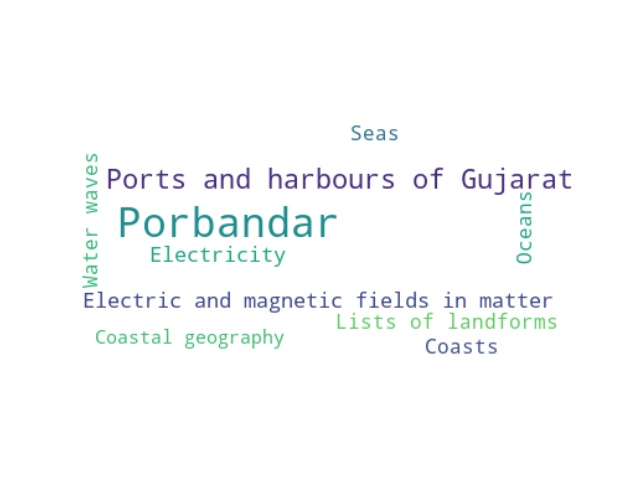 Seas
Water waves
Ports and harbours of Gujarat
Porbandar
Oceans
Electricity
Electric and magnetic fields in matter
Lists of landforms
Coastal geography
Coasts